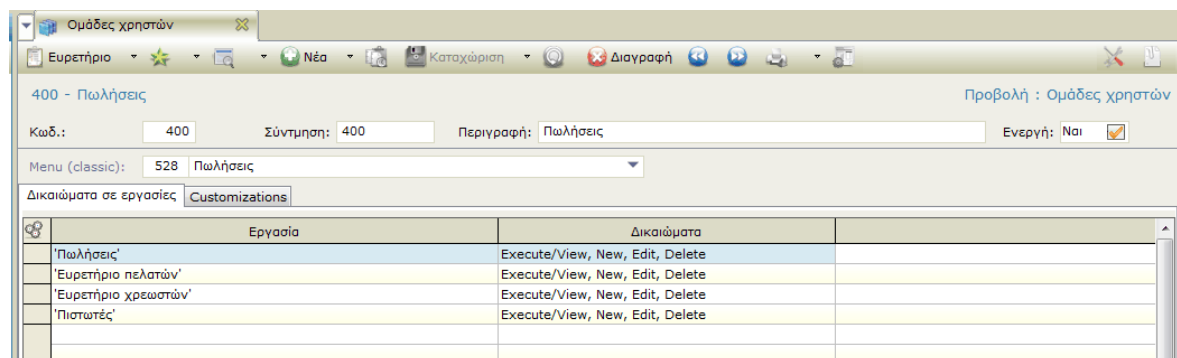 Ομάδες χρηστών
Ευρετήριο Νέα Καταχώριση Διαγραφή
400 - Πωλήσεις Προβολή : Ομάδες χρηστών
Κωδ.: 400 Σύντμηση: 400 Περιγραφή: Πωλήσεις Ενεργή: Ναι
Menu (classic): 528 Πωλήσεις
Δικαιώματα σε εργασίες Customizations
Εργασία Δικαιώματα
'Πωλήσεις' Execute/View, New, Edit, Delete
'Ευρετήριο πελατών' Execute/View, New, Edit, Delete
'Ευρετήριο χρεωστών' Execute/View, New, Edit, Delete
'Πιστωτές' Execute/View, New, Edit, Delete